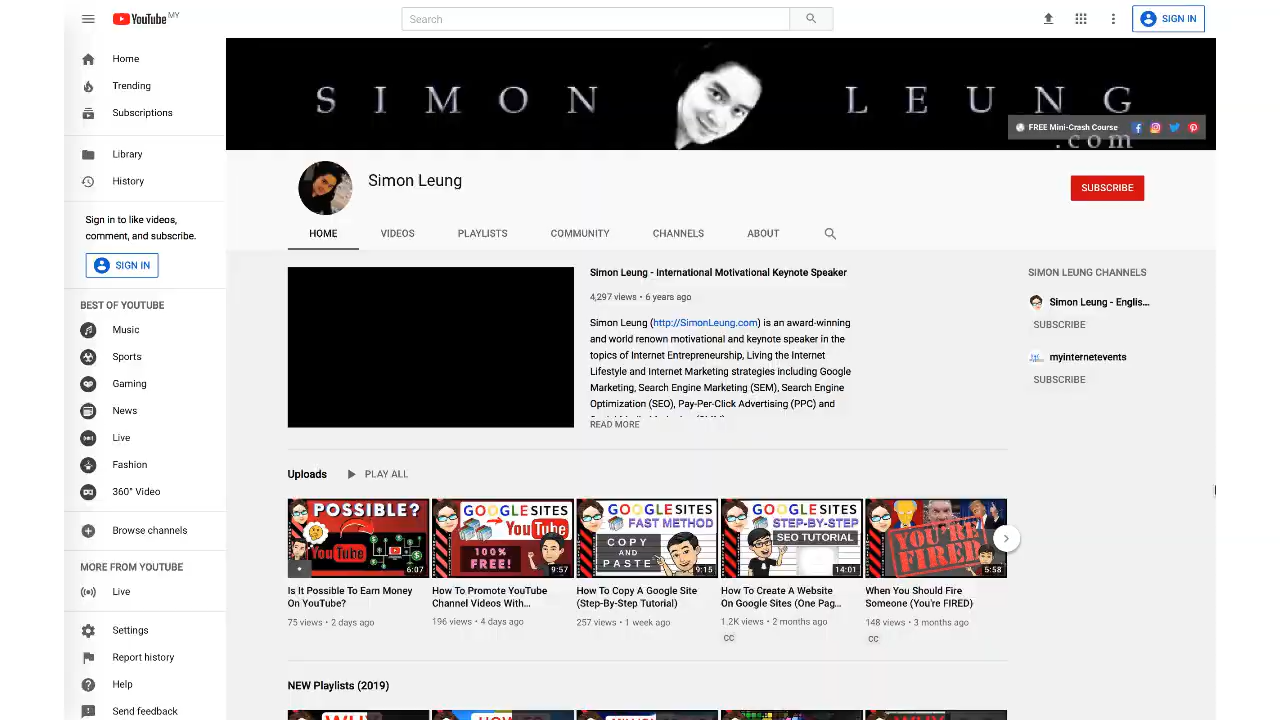 YouTube MY
Search
SIGN IN
Home
Trending
Subscriptions
Library
History
Sign in to like videos,
comment, and subscribe.
SIGN IN
BEST OF YOUTUBE
Music
Sports
Gaming
News
Live
Fashion
360° Video
Browse channels
MORE FROM YOUTUBE
Live
Settings
Report history
Help
Send feedback
SIMON LEUNG
.com
FREE Mini-Crash Course
Simon Leung
SUBSCRIBE
HOME
VIDEOS
PLAYLISTS
COMMUNITY
CHANNELS
ABOUT
Simon Leung - International Motivational Keynote Speaker
4,297 views • 6 years ago
Simon Leung (http://SimonLeung.com) is an award-winning
and world renown motivational and keynote speaker in the
topics of Internet Entrepreneurship, Living the Internet
Lifestyle and Internet Marketing strategies including Google
Marketing, Search Engine Marketing (SEM), Search Engine
Optimization (SEO), Pay-Per-Click Advertising (PPC) and
READ MORE
SIMON LEUNG CHANNELS
Simon Leung - Englis...
SUBSCRIBE
myinternetevents
SUBSCRIBE
Uploads
PLAY ALL
POSSIBLE?
YouTube
6:07
Is It Possible To Earn Money
On YouTube?
75 views • 2 days ago
GOOGLE SITES
YouTube
100%
FREE!
9:57
How To Promote YouTube
Channel Videos With...
196 views • 4 days ago
GOOGLE SITES
FAST METHOD
COPY
AND
PASTE
9:15
How To Copy A Google Site
(Step-By-Step Tutorial)
257 views • 1 week ago
GOOGLE SITES
STEP-BY-STEP
SEO TUTORIAL
14:01
How To Create A Website
On Google Sites (One Pag...
1.2K views • 2 months ago
CC
YOU'RE
FIRED
5:58
When You Should Fire
Someone (You're FIRED)
148 views • 3 months ago
CC
NEW Playlists (2019)